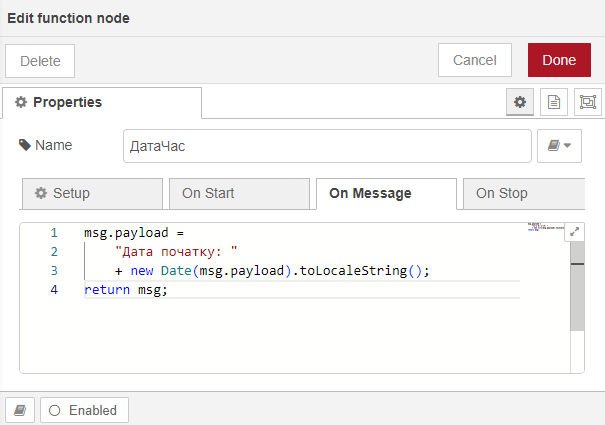 Edit function node
Delete
Cancel
Done
Properties
Name
ДатаЧас
Setup
On Start
On Message
On Stop
1 msg.payload =
2 "Дата початку: "
3 + new Date(msg.payload).toLocaleString();
4 return msg;
Enabled